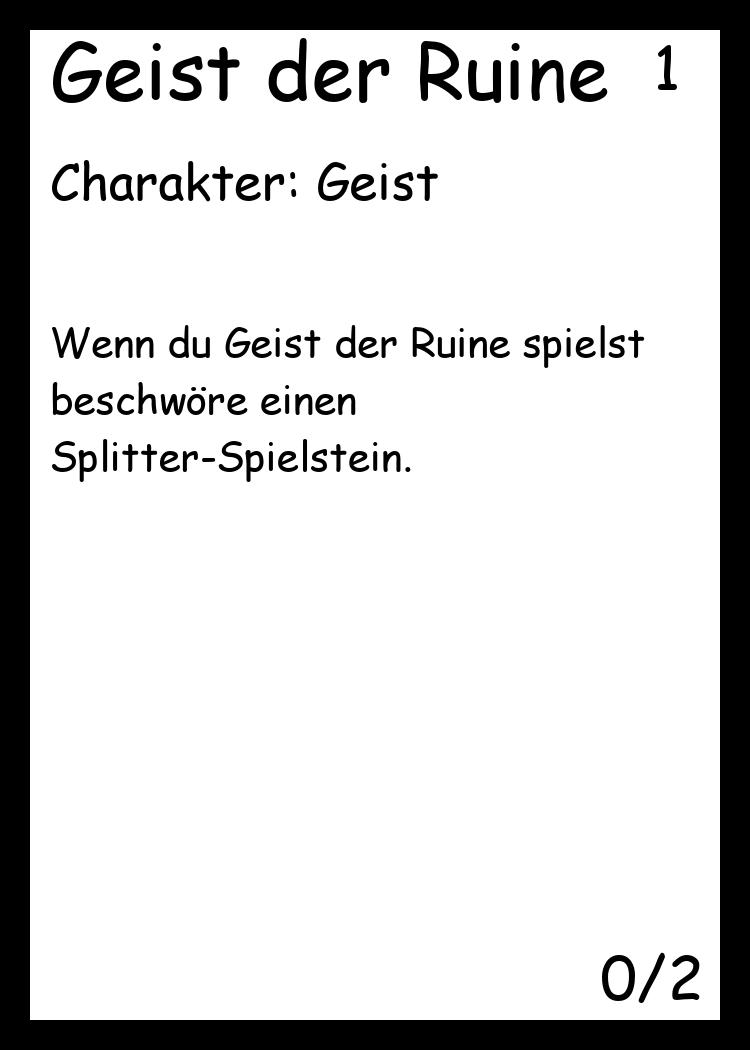 Geist der Ruine 1
Charakter: Geist
Wenn du Geist der Ruine spielst
beschwöre einen
Splitter-Spielstein.
0/2